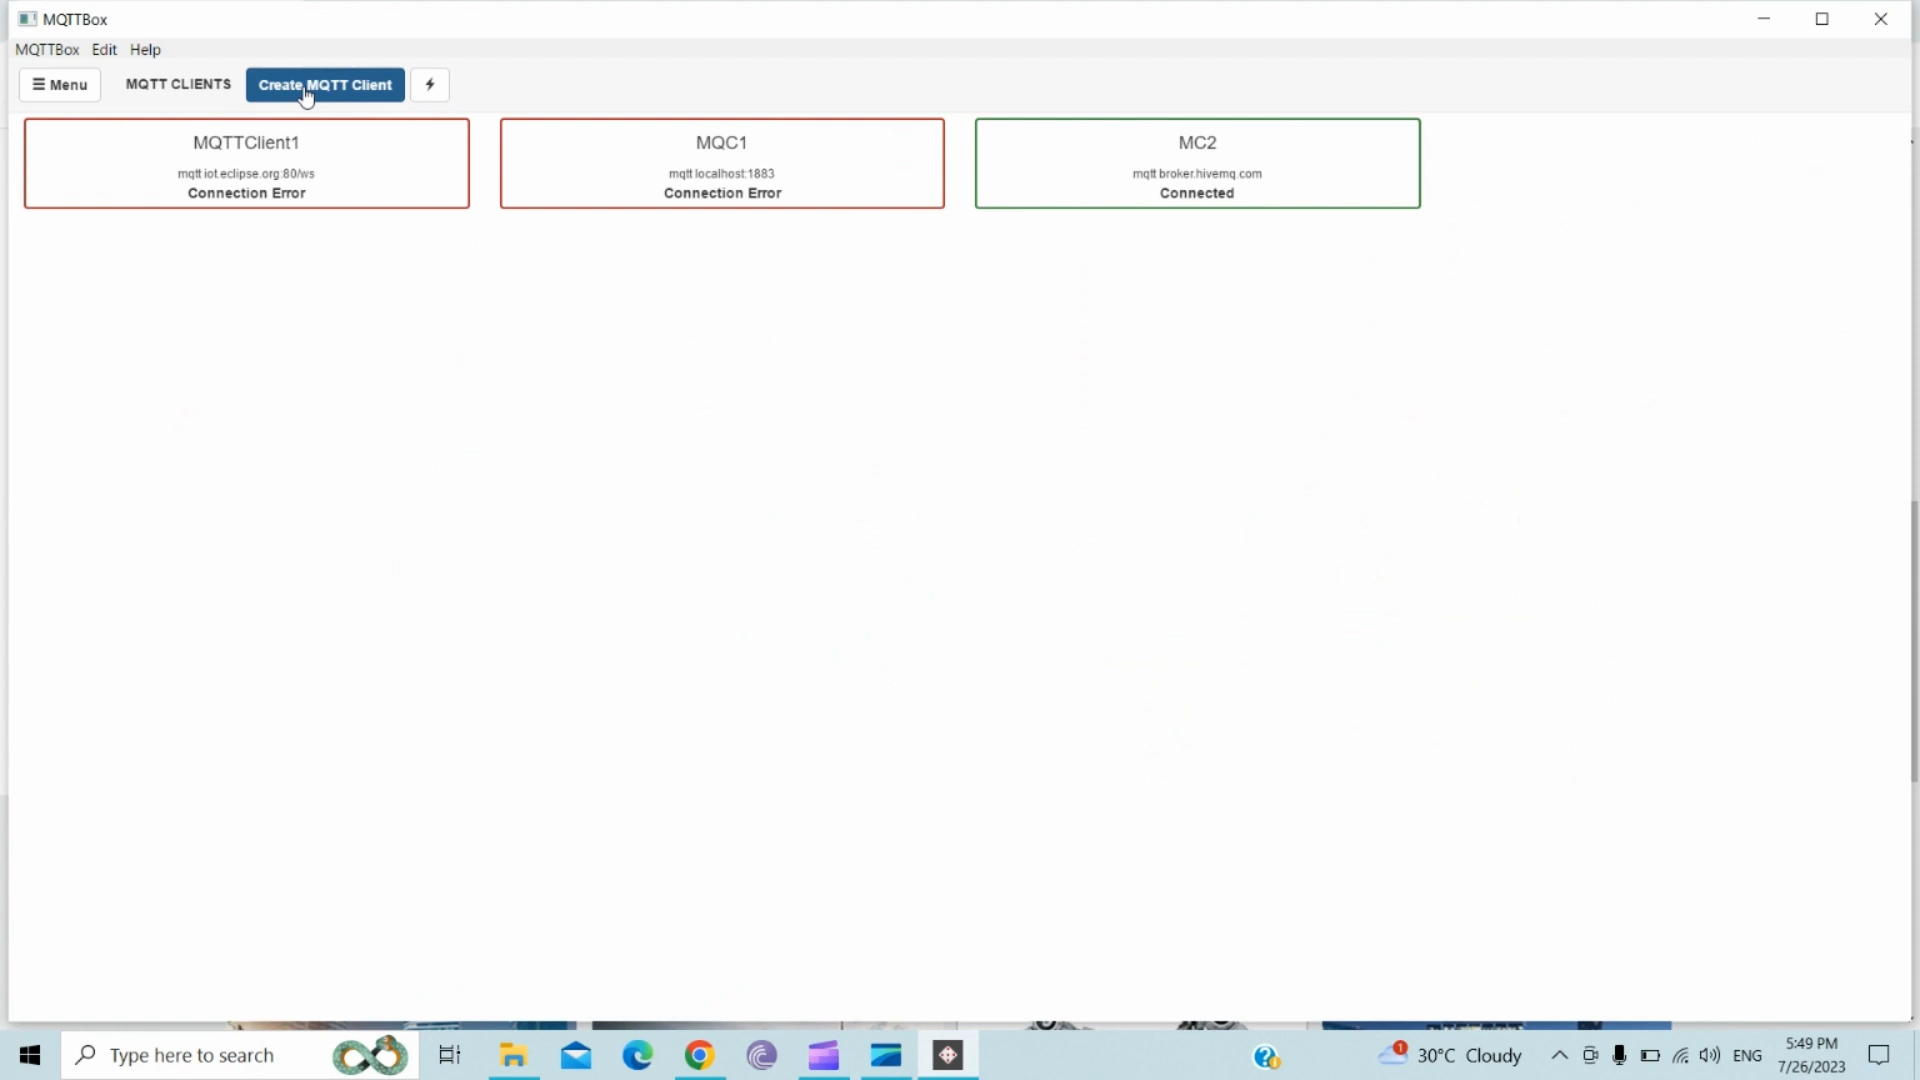 MQTTBox
MQTTBox Edit Help
Menu MQTT CLIENTS Create MQTT Client
MQTTClient1
mqtt iot.eclipse.org:80/ws
Connection Error
MQC1
mqtt localhost:1883
Connection Error
MC2
mqtt broker.hivemq.com
Connected
Type here to search
1
30°C Cloudy
ENG
5:49 PM
7/26/2023